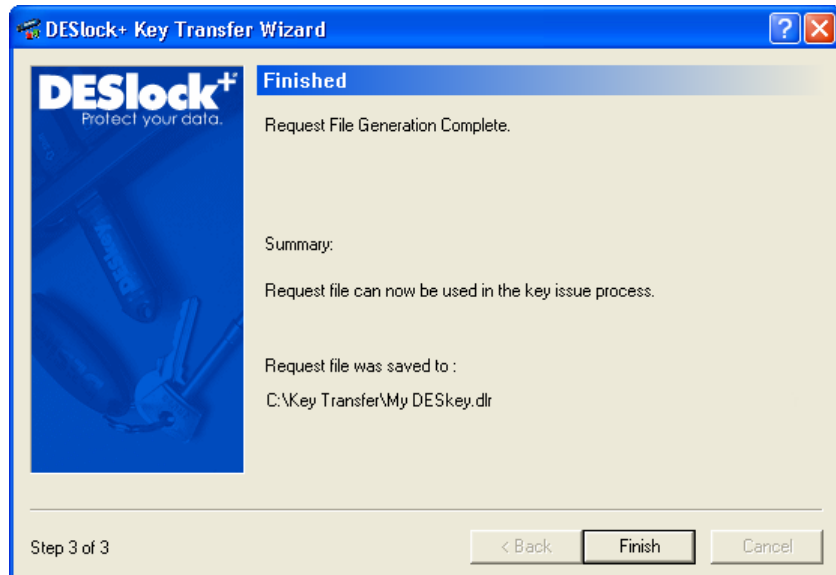 DESlock+ Key Transfer Wizard
DESlock+
Protect your data.
DESkey
Finished
Request File Generation Complete.
Summary:
Request file can now be used in the key issue process.
Request file was saved to :
C:\Key Transfer\My DESkey.dlr
Step 3 of 3
< Back
Finish
Cancel